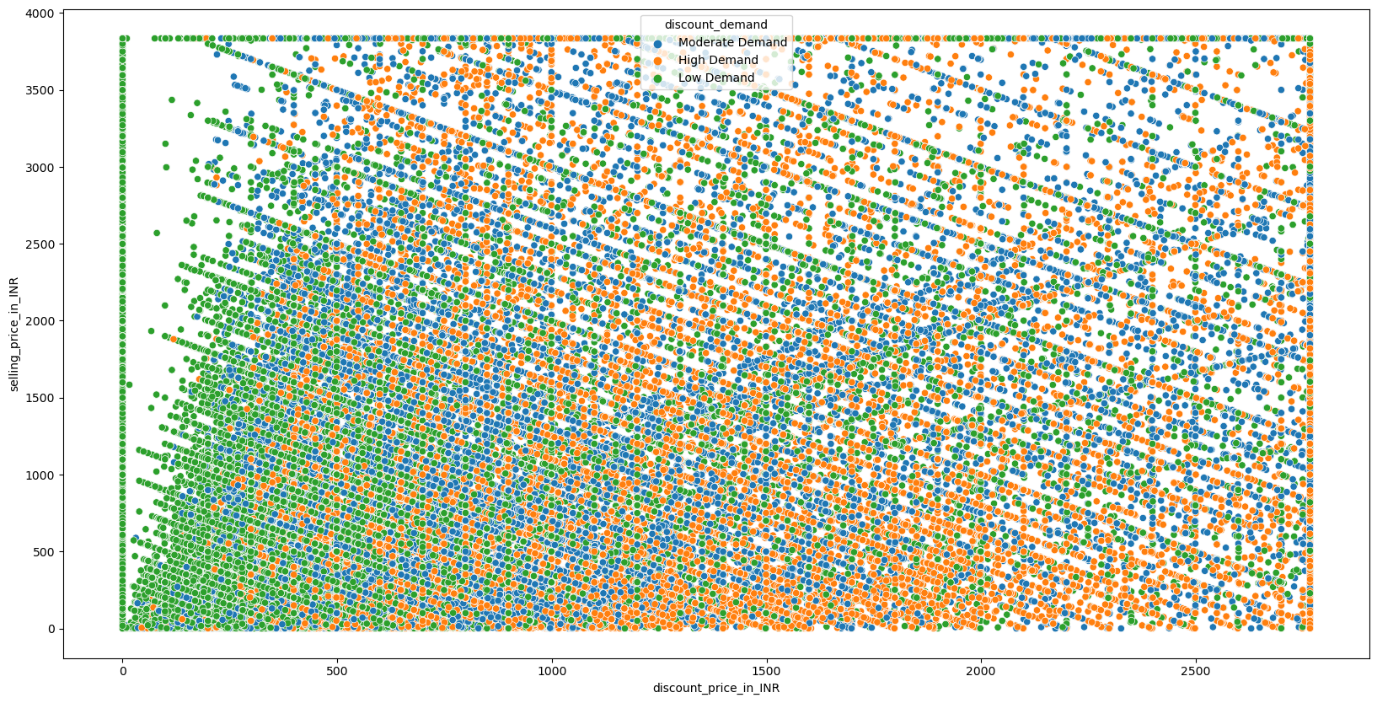 4000
3500
3000
2500
2000
1500
1000
500
0
selling_price_in_INR
discount_demand
Moderate Demand
High Demand
Low Demand
0
500
1000
1500
2000
2500
discount_price_in_INR